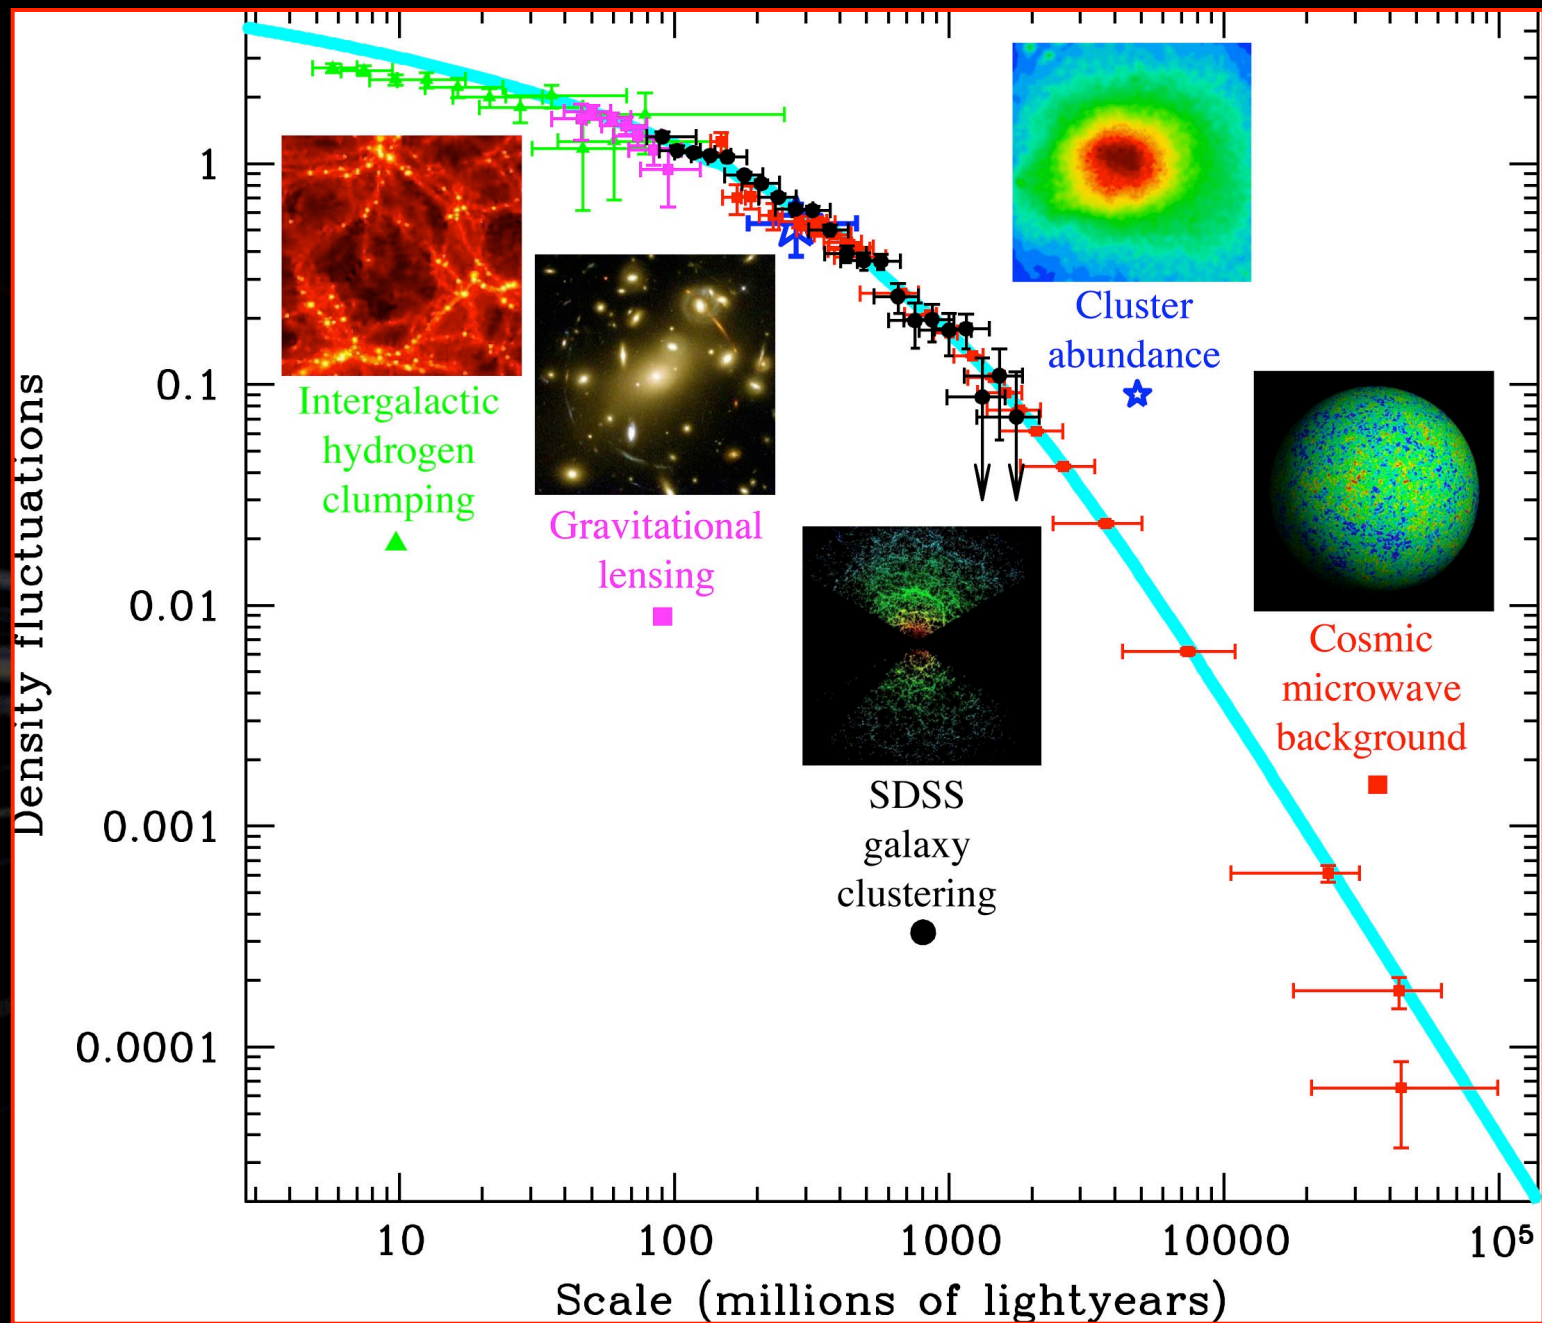 Density fluctuations
1
0.1
0.01
0.001
0.0001
Intergalactic
hydrogen
clumping
Gravitational
lensing
SDSS
galaxy
clustering
Cluster
abundance
Cosmic
microwave
background
10
100
1000
10000
10⁵
Scale (millions of lightyears)